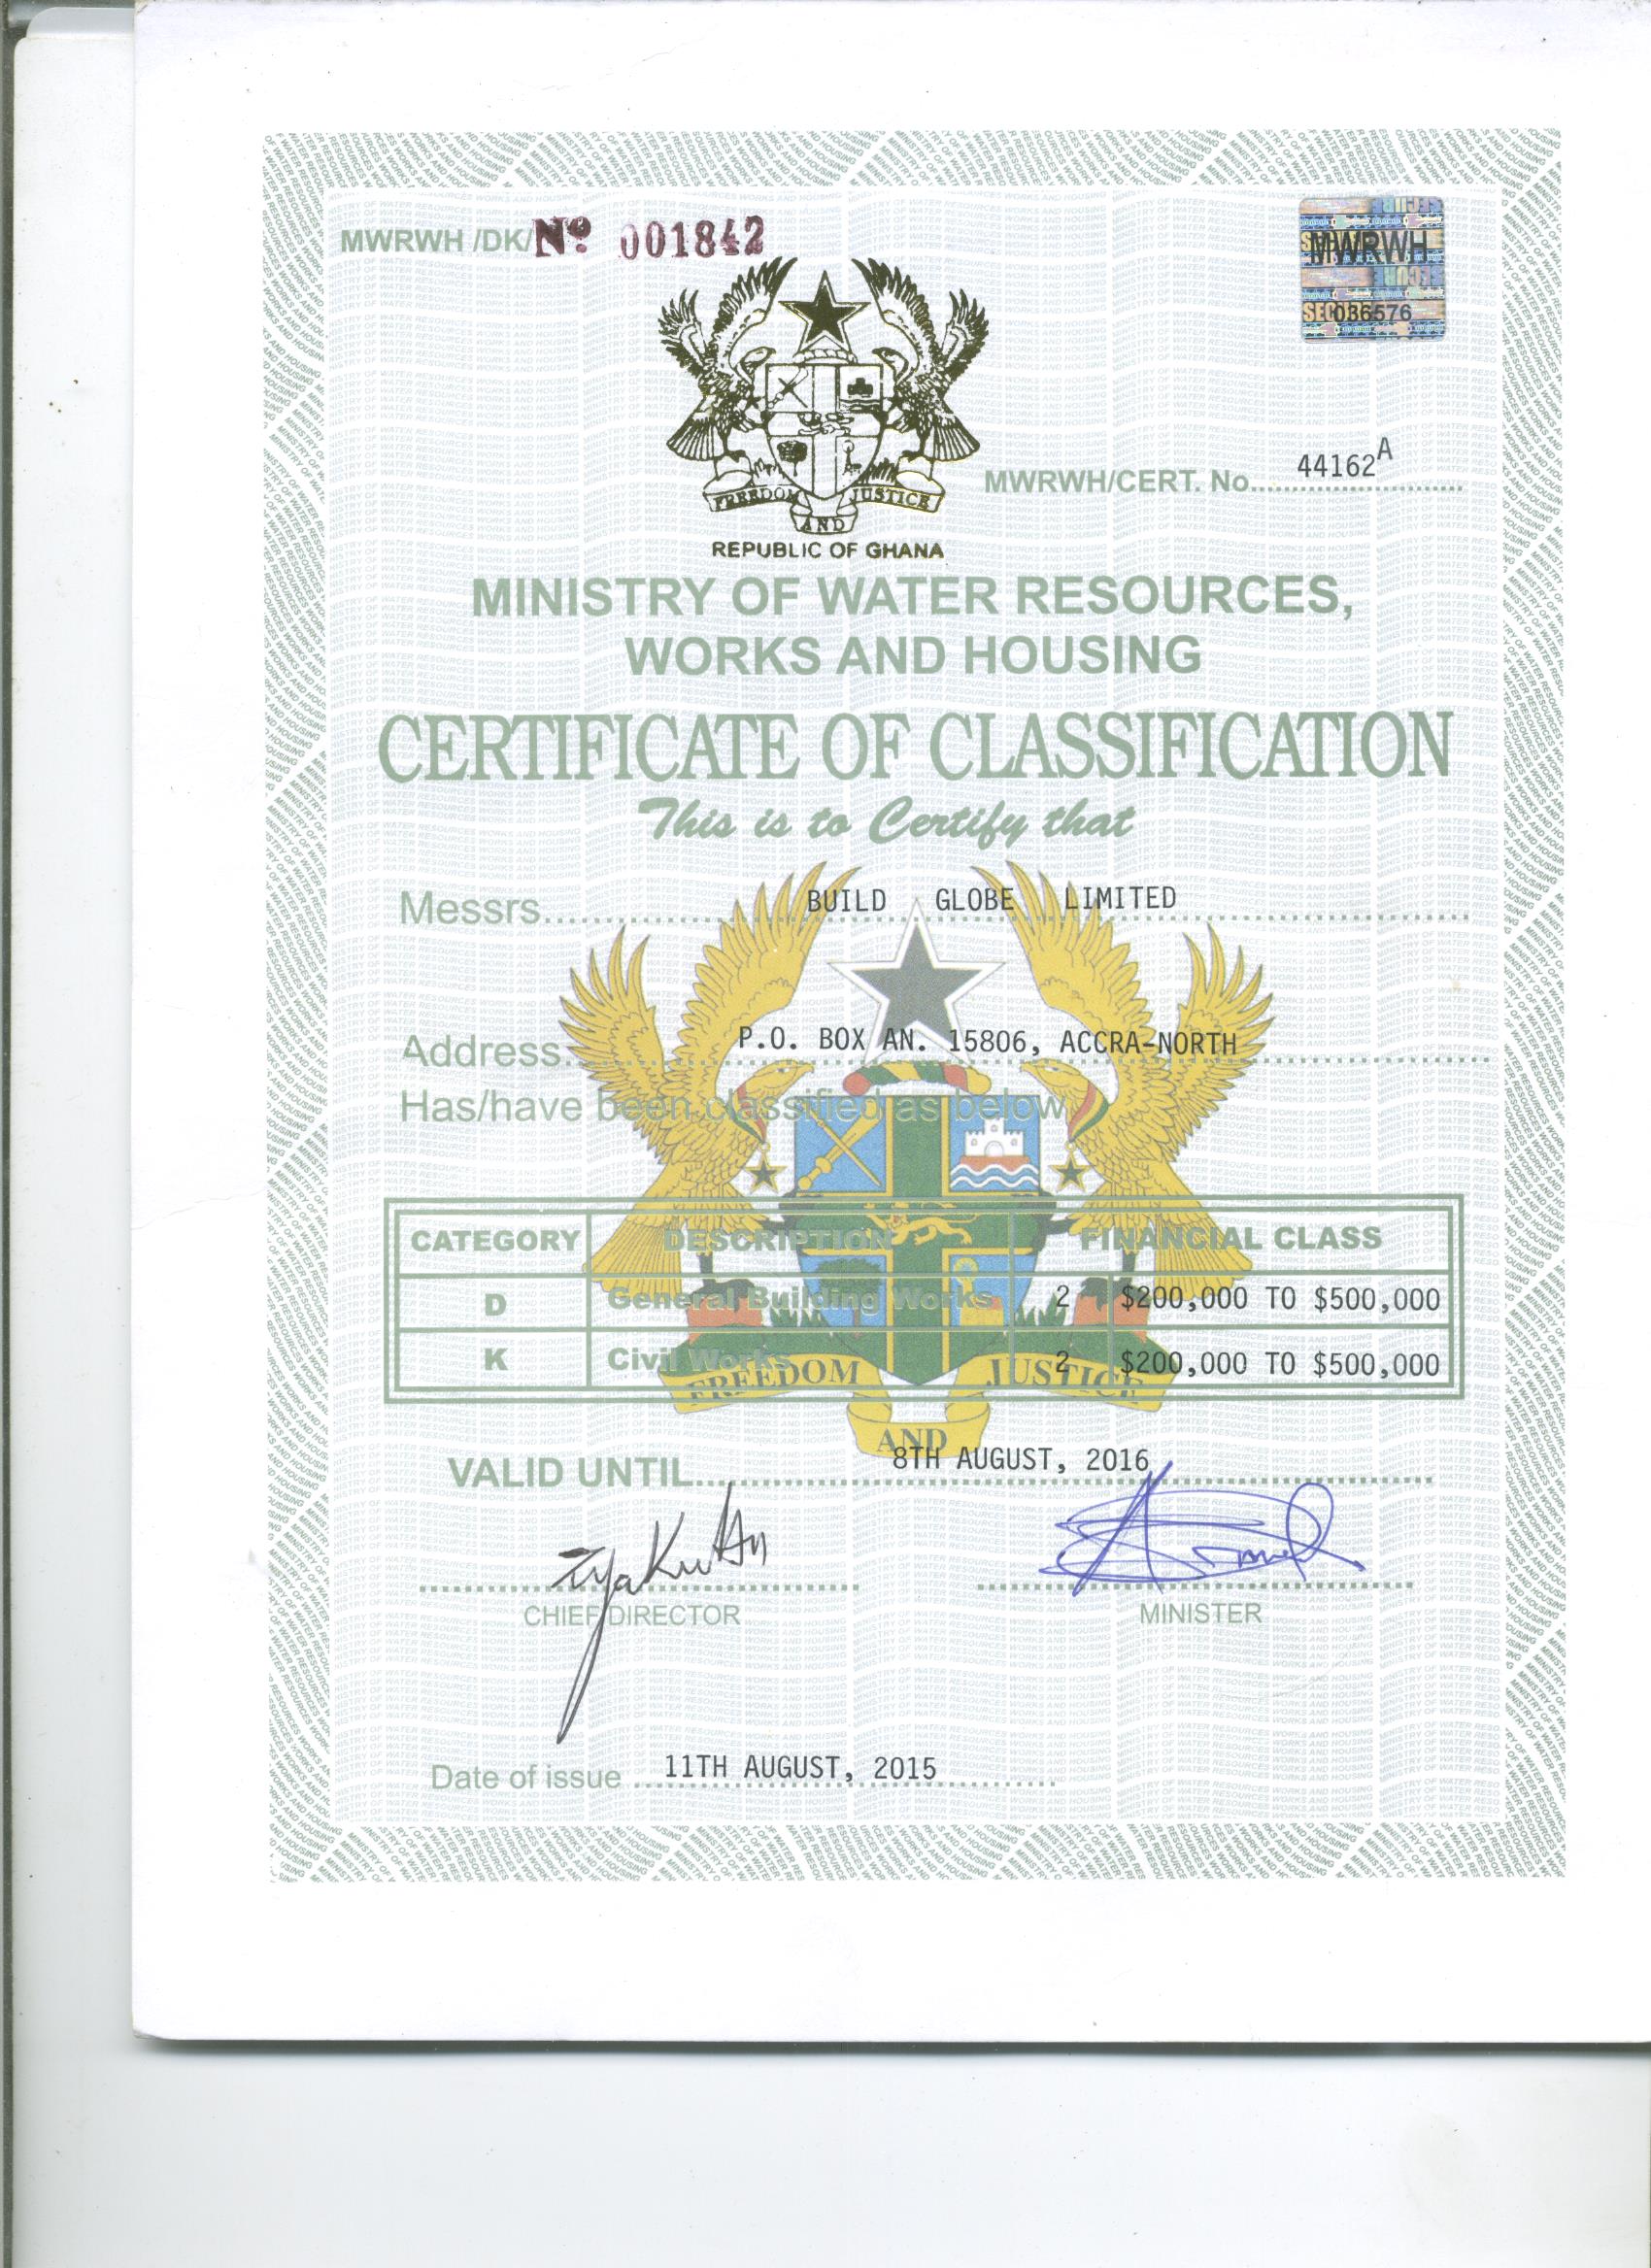 MWRWH /DK/Nº 001842
MWRWH
SEC036576
FREEDOM JUSTICE
AND
REPUBLIC OF GHANA
MWRWH/CERT. No. 44162A
MINISTRY OF WATER RESOURCES,
WORKS AND HOUSING
CERTIFICATE OF CLASSIFICATION
This is to Certify that
Messrs. BUILD GLOBE LIMITED
Address: P.O. BOX AN. 15806, ACCRA-NORTH
Has/have been classified as below
CATEGORY DESCRIPTION FINANCIAL CLASS
D General Building Works 2 $200,000 TO $500,000
K Civil Works 2 $200,000 TO $500,000
FREEDOM JUSTICE
AND
VALID UNTIL 8TH AUGUST, 2016
CHIEF DIRECTOR MINISTER
Date of issue 11TH AUGUST, 2015